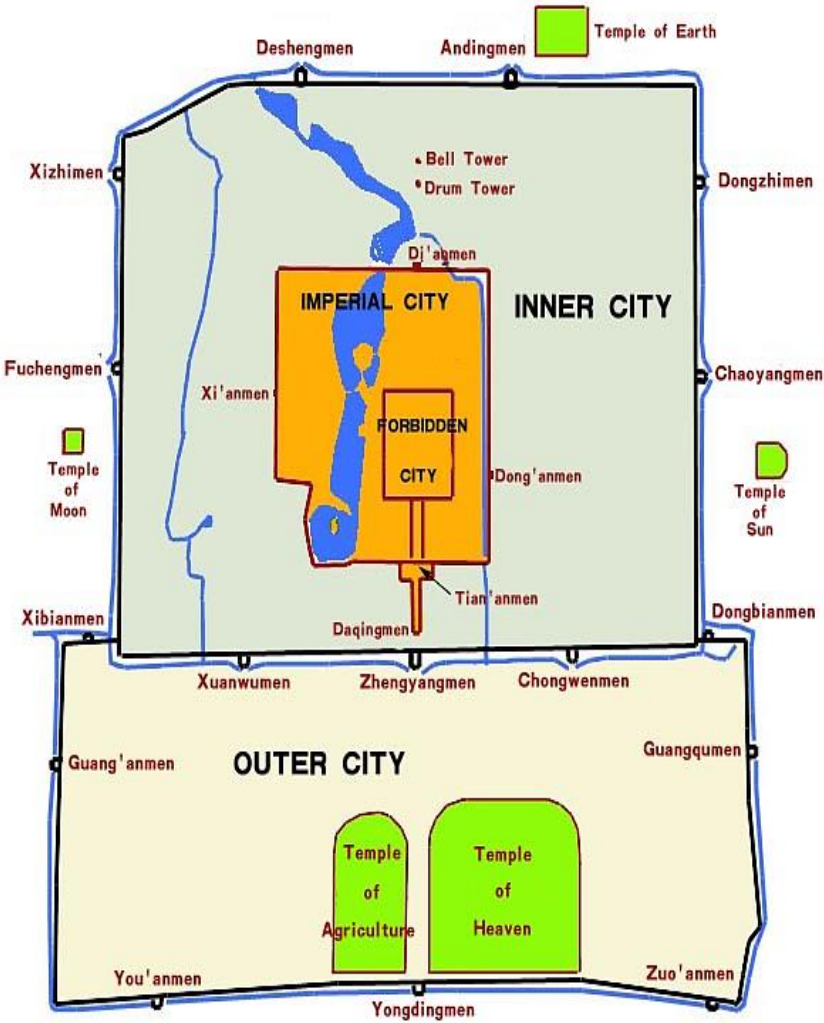 Temple of Earth
Deshengmen
Andingmen
Bell Tower
Xizhimen
Dongzhimen
Drum Tower
Di'anmen
IMPERIAL CITY
INNER CITY
Fuchengmen
Chaoyangmen
Xi'anmen
FORBIDDEN
CITY
Temple
of
Moon
Dong'anmen
Temple
of
Sun
Tian'anmen
Xibianmen
Dongbianmen
Daqingmen
Xuanwumen
Zhengyangmen
Chongwenmen
Guang'anmen
OUTER CITY
Guangqumen
Temple
of
Agriculture
Temple
of
Heaven
You'anmen
Zuo'anmen
Yongdingmen